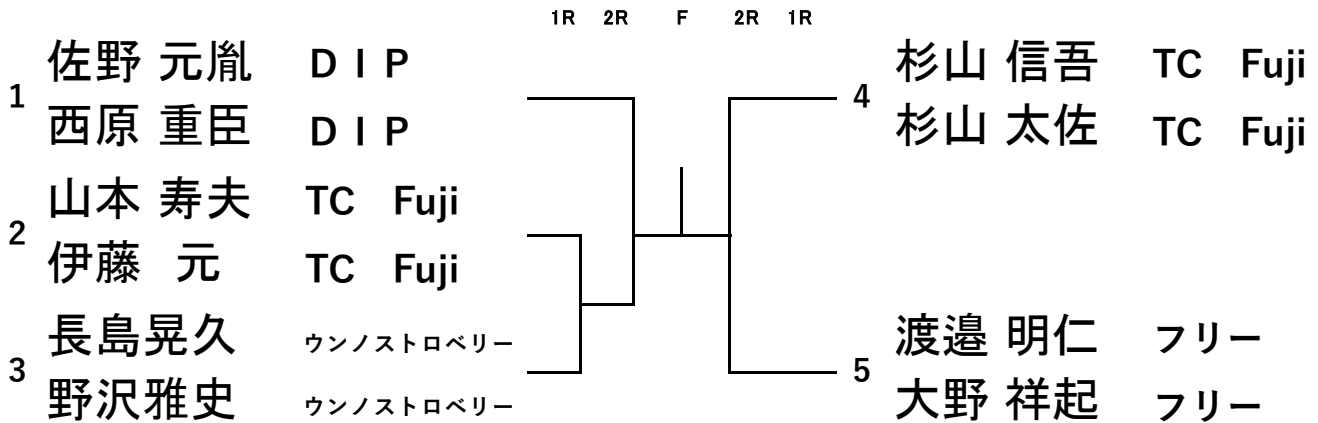 1R 2R F 2R 1R
佐野 元胤 ＤＩＰ
1
西原 重臣 ＤＩＰ
山本 寿夫 TC Fuji
2
伊藤 元 TC Fuji
長島晃久 ウンノストロベリー
3
野沢雅史 ウンノストロベリー
杉山 信吾 TC Fuji
4
杉山 太佐 TC Fuji
渡邉 明仁 フリー
5
大野 祥起 フリー